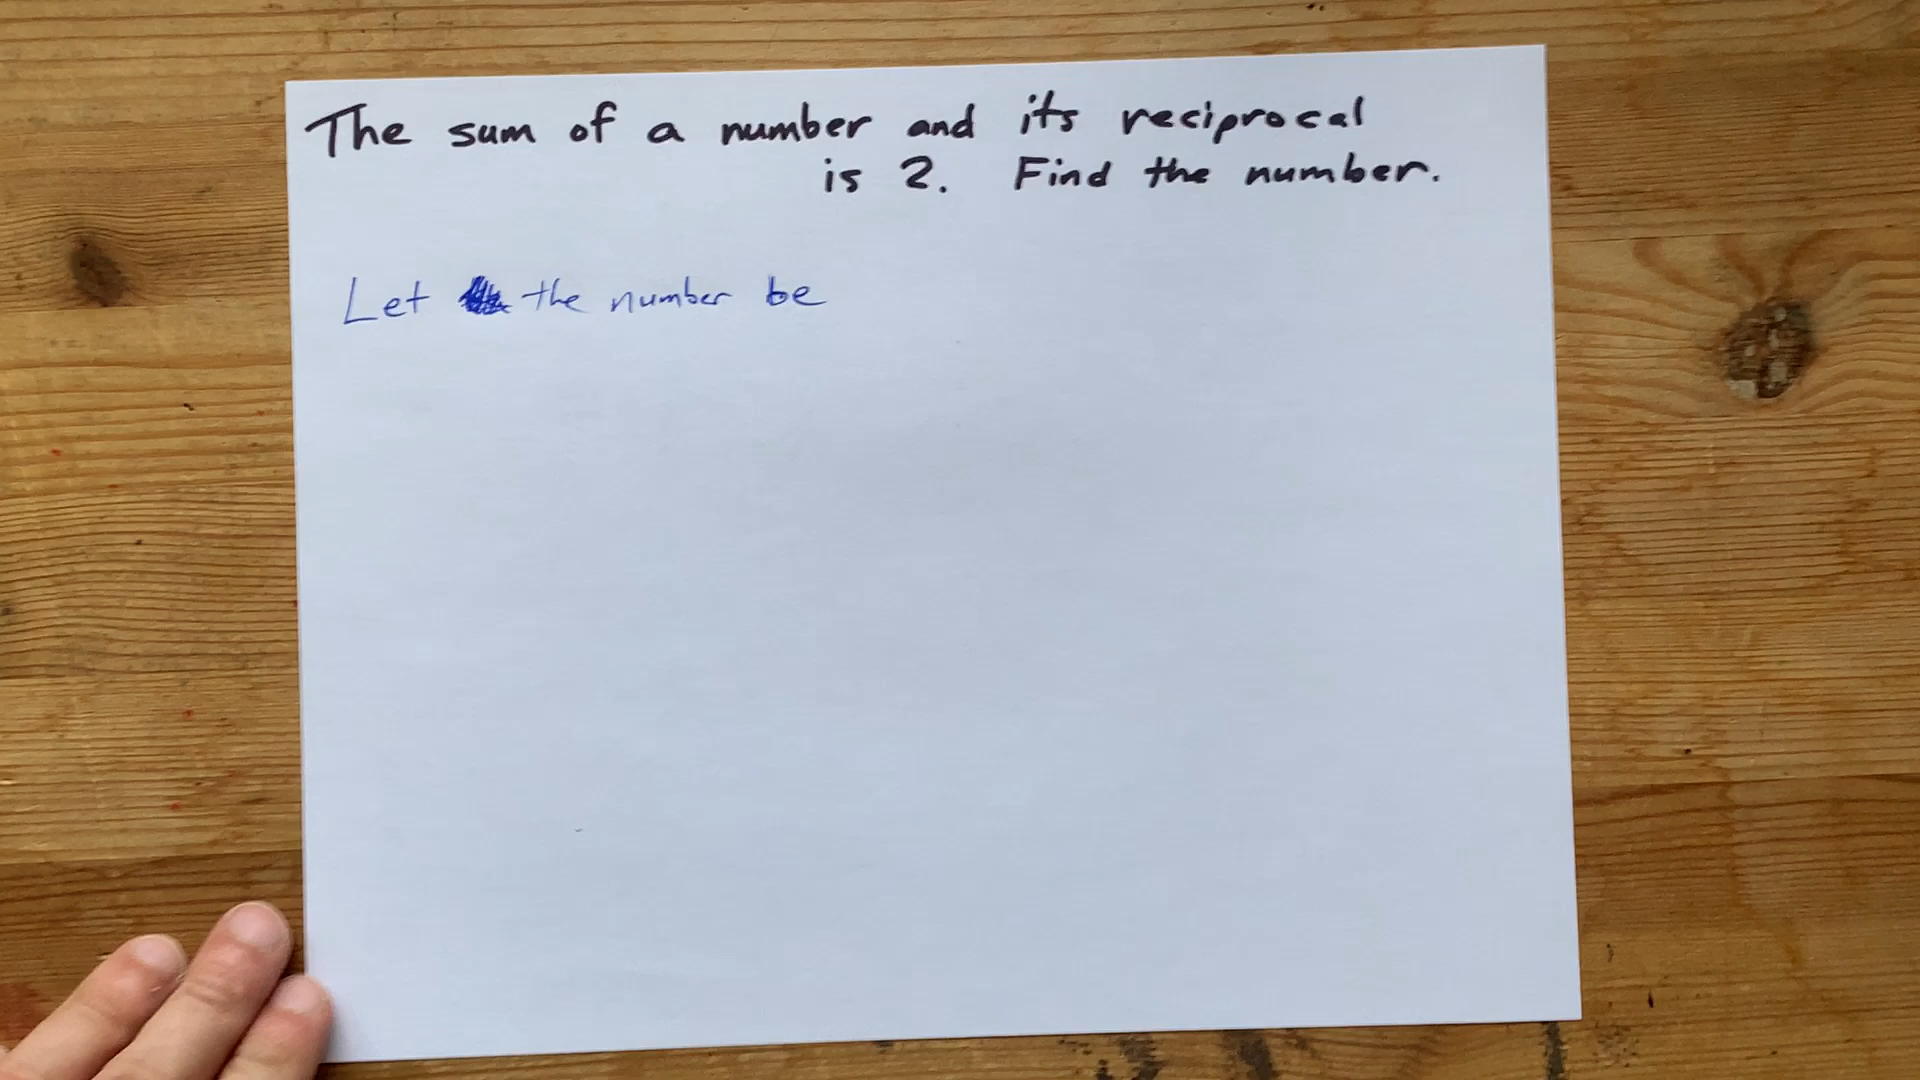 The sum of a number and its reciprocal
is 2. Find the number.
Let the number be